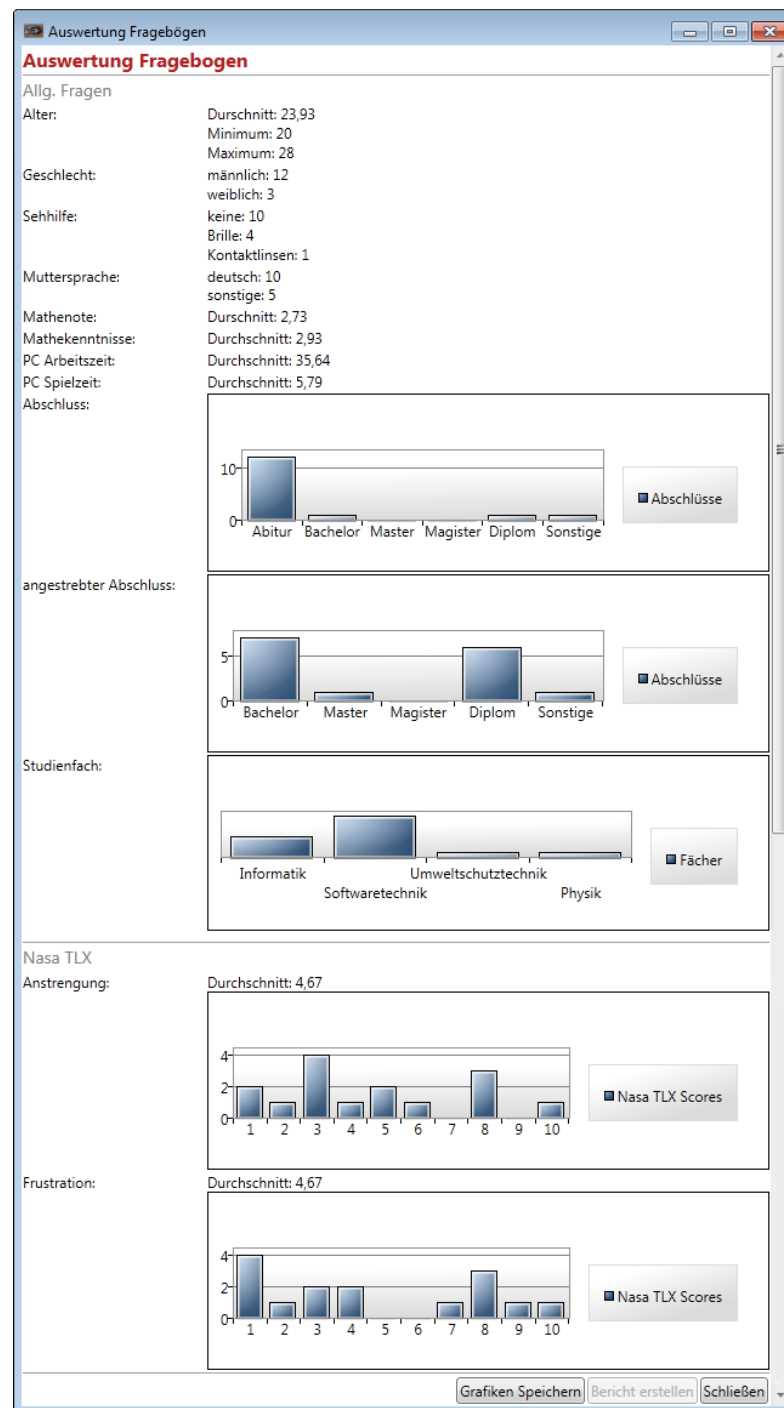 Auswertung Fragebögen
Auswertung Fragebogen
Allg. Fragen
Alter: Durschnitt: 23,93
Minimum: 20
Maximum: 28
Geschlecht: männlich: 12
weiblich: 3
Sehhilfe: keine: 10
Brille: 4
Kontaktlinsen: 1
Muttersprache: deutsch: 10
sonstige: 5
Mathenote: Durschnitt: 2,73
Mathekenntnisse: Durchschnitt: 2,93
PC Arbeitszeit: Durchschnitt: 35,64
PC Spielzeit: Durchschnitt: 5,79
Abschluss:
10
Abschlüsse
0
Abitur Bachelor Master Magister Diplom Sonstige
angestrebter Abschluss:
5
Abschlüsse
0
Bachelor Master Magister Diplom Sonstige
Studienfach:
Fächer
Informatik Umweltschutztechnik
Softwaretechnik Physik
Nasa TLX
Anstrengung: Durchschnitt: 4,67
4
2
Nasa TLX Scores
0
1 2 3 4 5 6 7 8 9 10
Frustration: Durchschnitt: 4,67
4
2
Nasa TLX Scores
0
1 2 3 4 5 6 7 8 9 10
Grafiken Speichern Bericht erstellen Schließen